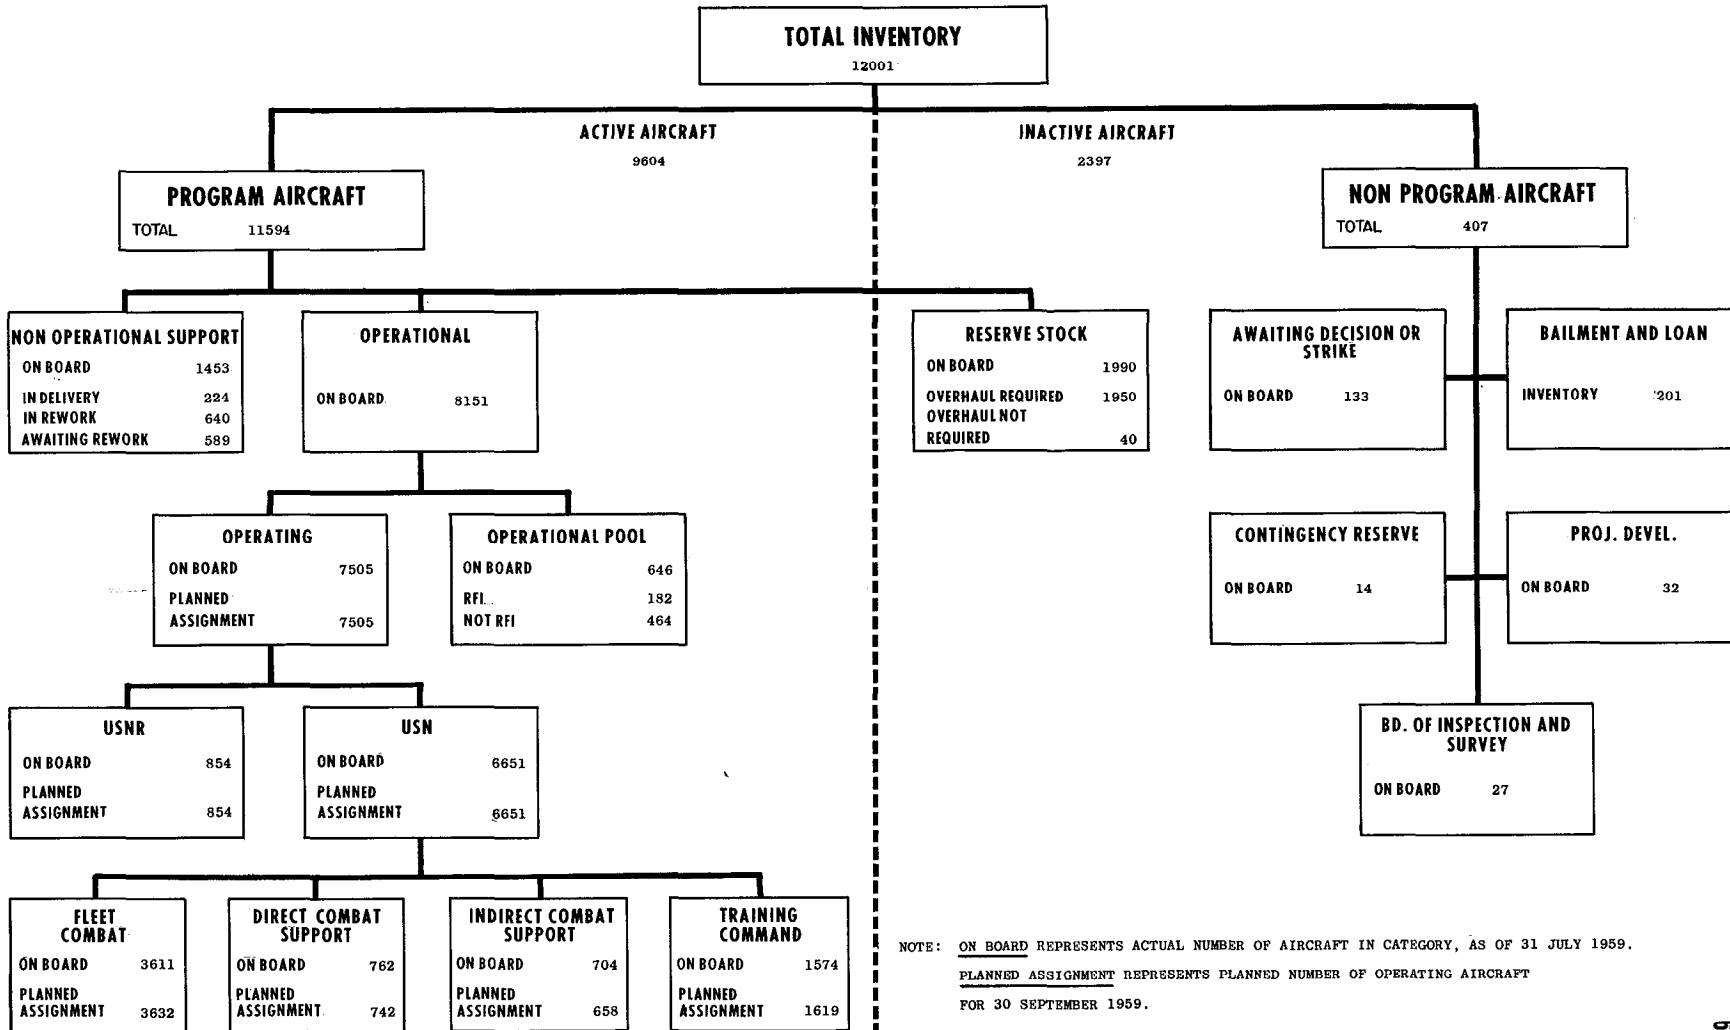 TOTAL INVENTORY
12001
ACTIVE AIRCRAFT
9604
INACTIVE AIRCRAFT
2397
PROGRAM AIRCRAFT
TOTAL 11594
NON PROGRAM AIRCRAFT
TOTAL 407
NON OPERATIONAL SUPPORT
ON BOARD 1453
IN DELIVERY 224
IN REWORK 640
AWAITING REWORK 589
OPERATIONAL
ON BOARD 8151
RESERVE STOCK
ON BOARD 1990
OVERHAUL REQUIRED 1950
OVERHAUL NOT
REQUIRED 40
AWAITING DECISION OR
STRIKE
ON BOARD 133
BAILMENT AND LOAN
INVENTORY 201
OPERATING
ON BOARD 7505
PLANNED
ASSIGNMENT 7505
OPERATIONAL POOL
ON BOARD 646
RFI 182
NOT RFI 464
CONTINGENCY RESERVE
ON BOARD 14
PROJ. DEVEL.
ON BOARD 32
USNR
ON BOARD 854
PLANNED
ASSIGNMENT 854
USN
ON BOARD 6651
PLANNED
ASSIGNMENT 6651
BD. OF INSPECTION AND
SURVEY
ON BOARD 27
FLEET
COMBAT
ON BOARD 3611
PLANNED
ASSIGNMENT 3632
DIRECT COMBAT
SUPPORT
ON BOARD 762
PLANNED
ASSIGNMENT 742
INDIRECT COMBAT
SUPPORT
ON BOARD 704
PLANNED
ASSIGNMENT 658
TRAINING
COMMAND
ON BOARD 1574
PLANNED
ASSIGNMENT 1619
NOTE: ON BOARD REPRESENTS ACTUAL NUMBER OF AIRCRAFT IN CATEGORY, AS OF 31 JULY 1959.
PLANNED ASSIGNMENT REPRESENTS PLANNED NUMBER OF OPERATING AIRCRAFT
FOR 30 SEPTEMBER 1959.